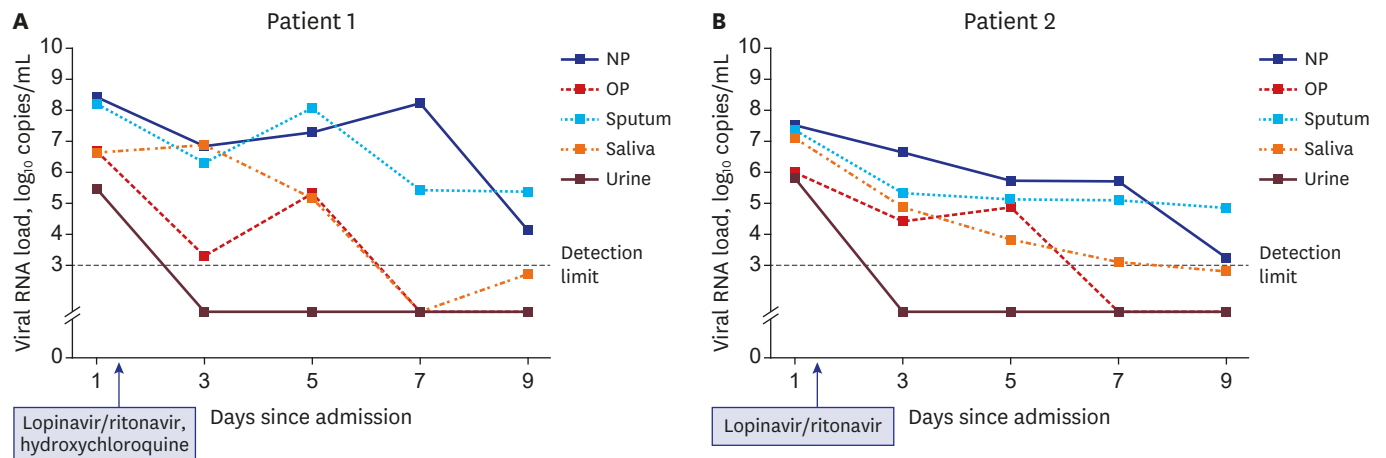 A
Patient 1
Viral RNA load, log₁₀ copies/mL
10
9
8
7
6
5
4
3
0
1
3
5
7
9
Days since admission
Lopinavir/ritonavir,
hydroxychloroquine
NP
OP
Sputum
Saliva
Urine
Detection
limit
B
Patient 2
Viral RNA load, log₁₀ copies/mL
10
9
8
7
6
5
4
3
0
1
3
5
7
9
Days since admission
Lopinavir/ritonavir
NP
OP
Sputum
Saliva
Urine
Detection
limit